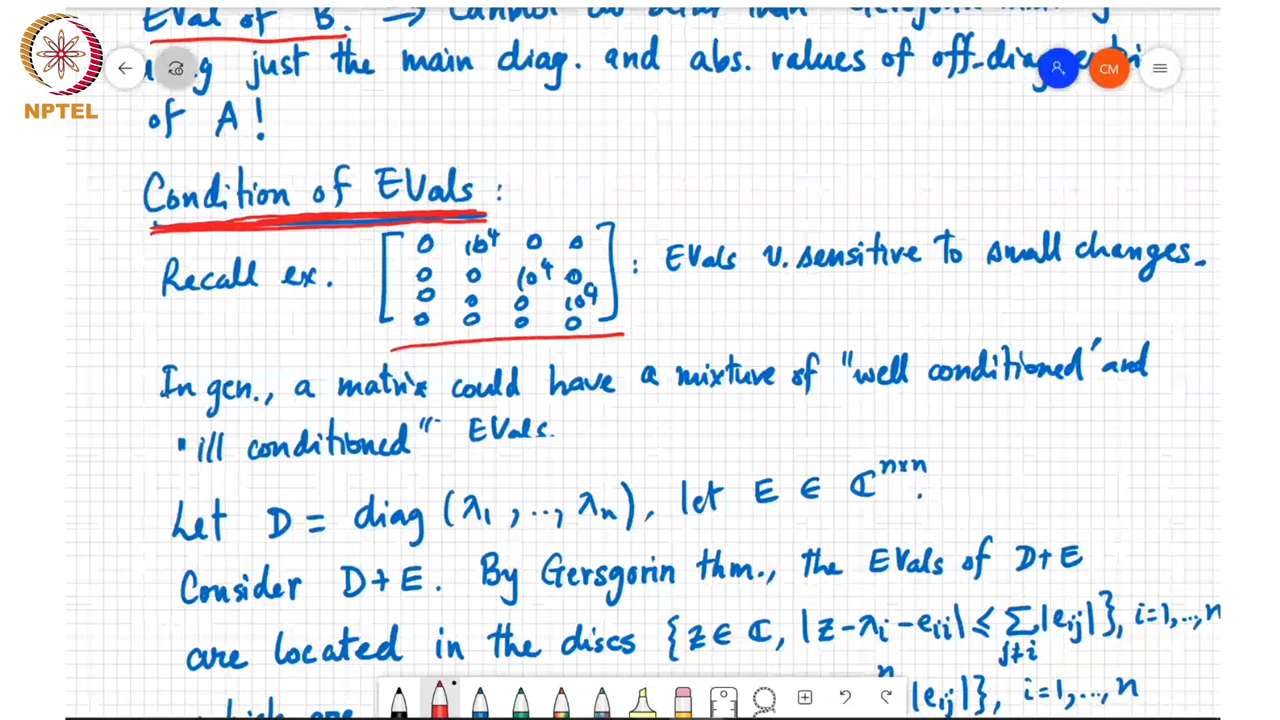 EVal of B. → Cannot
just the main diag. and abs. values of off-diag
of A!
NPTEL
CM
Condition of EVals :
Recall ex. [0 10⁴ 0 0
0 0 10⁴ 0
0 0 0 10⁴
0 0 0 0] : EVals v. sensitive to small changes.
In gen., a matrix could have a mixture of "well conditioned" and
"ill conditioned" EVals.
Let D = diag (λ₁, .., λₙ), let E ∈ ℂⁿˣⁿ.
Consider D+E. By Gersgorin thm., the EVals of D+E
are located in the discs {z ∈ ℂ, |z-λᵢ-eᵢᵢ| ≤ ∑_{j≠i} |eᵢⱼ|}, i=1,..,n
which are |eᵢⱼ|}, i=1,...,n